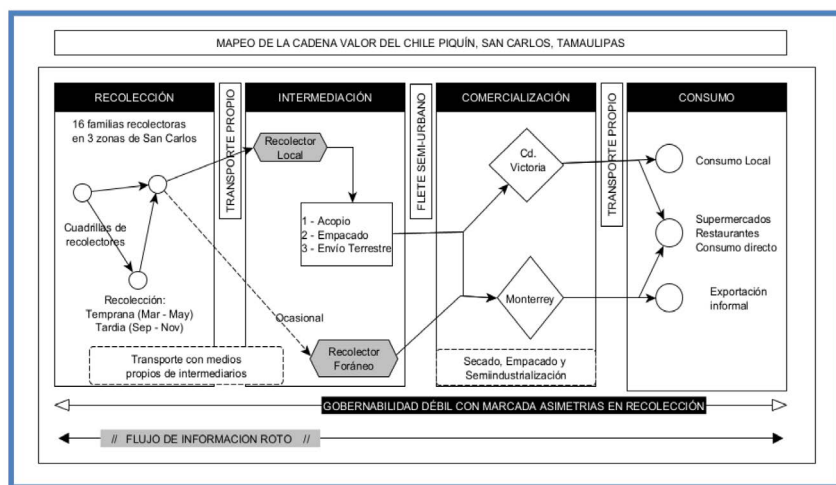 MAPEO DE LA CADENA VALOR DEL CHILE PIQUÍN, SAN CARLOS, TAMAULIPAS
RECOLECCIÓN
16 familias recolectoras
en 3 zonas de San Carlos
Cuadrillas de
recolectores
Recolección:
Temprana (Mar - May)
Tardia (Sep - Nov)
Transporte con medios
propios de intermediarios
TRANSPORTE PROPIO
INTERMEDIACIÓN
Recolector
Local
1 - Acopio
2 - Empacado
3 - Envío Terrestre
Ocasional
Recolector
Foráneo
FLETE SEMI-URBANO
COMERCIALIZACIÓN
Cd.
Victoria
Monterrey
Secado, Empacado y
Semiindustrialización
TRANSPORTE PROPIO
CONSUMO
Consumo Local
Supermercados
Restaurantes
Consumo directo
Exportación
informal
GOBERNABILIDAD DÉBIL CON MARCADA ASIMETRIAS EN RECOLECCIÓN
// FLUJO DE INFORMACION ROTO //